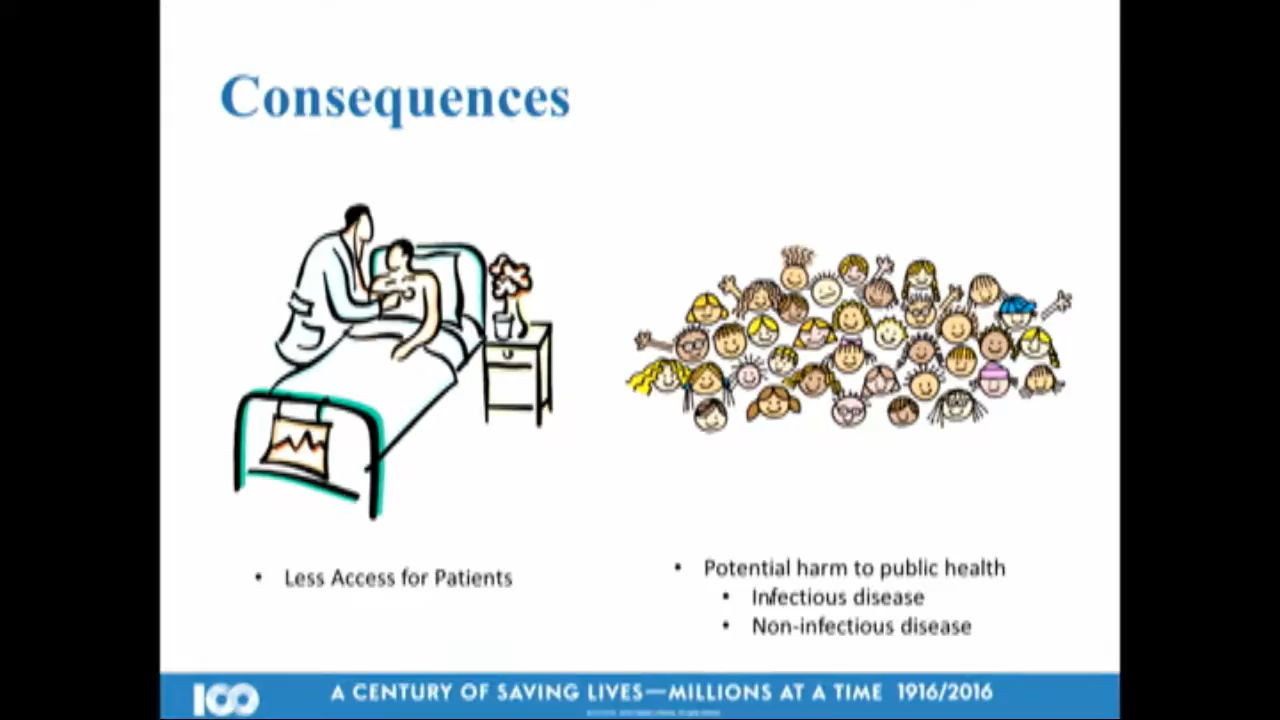 Consequences
• Less Access for Patients
• Potential harm to public health
• Infectious disease
• Non-infectious disease
100 A CENTURY OF SAVING LIVES—MILLIONS AT A TIME 1916/2016